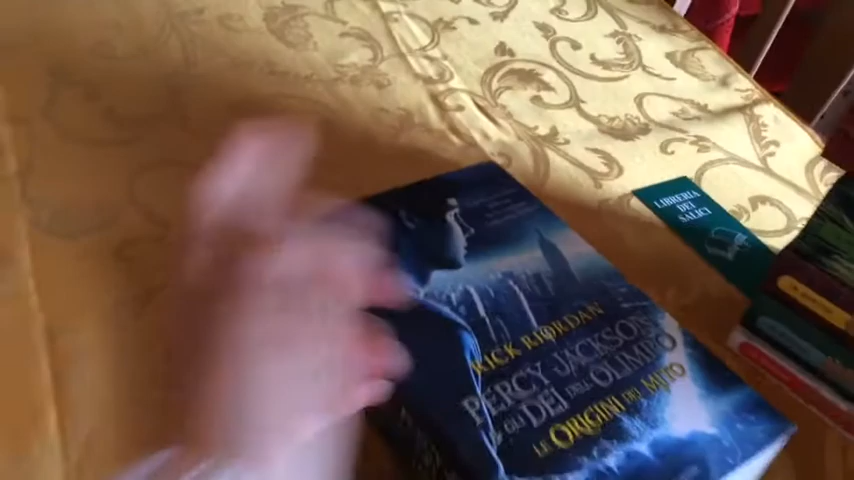 LIBRERIA
DEI
SALICI
RICK RIORDAN
PERCY JACKSON
E GLI DEI DELL'OLIMPO
LE ORIGINI DEL MITO